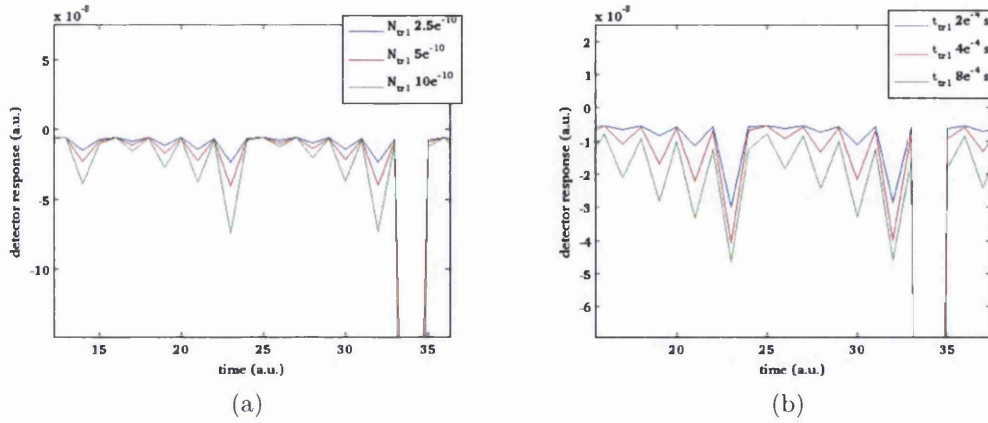 x 10⁻⁸
N_tr1 2.5e⁻¹⁰
N_tr1 5e⁻¹⁰
N_tr1 10e⁻¹⁰
detector response (a.u.)
5
0
-5
-10
15
20
25
30
35
time (a.u.)
(a)
x 10⁻⁸
t_tr1 2e⁻⁴ s
t_tr1 4e⁻⁴ s
t_tr1 8e⁻⁴ s
detector response (a.u.)
2
1
0
-1
-2
-3
-4
-5
-6
20
25
30
35
time (a.u.)
(b)